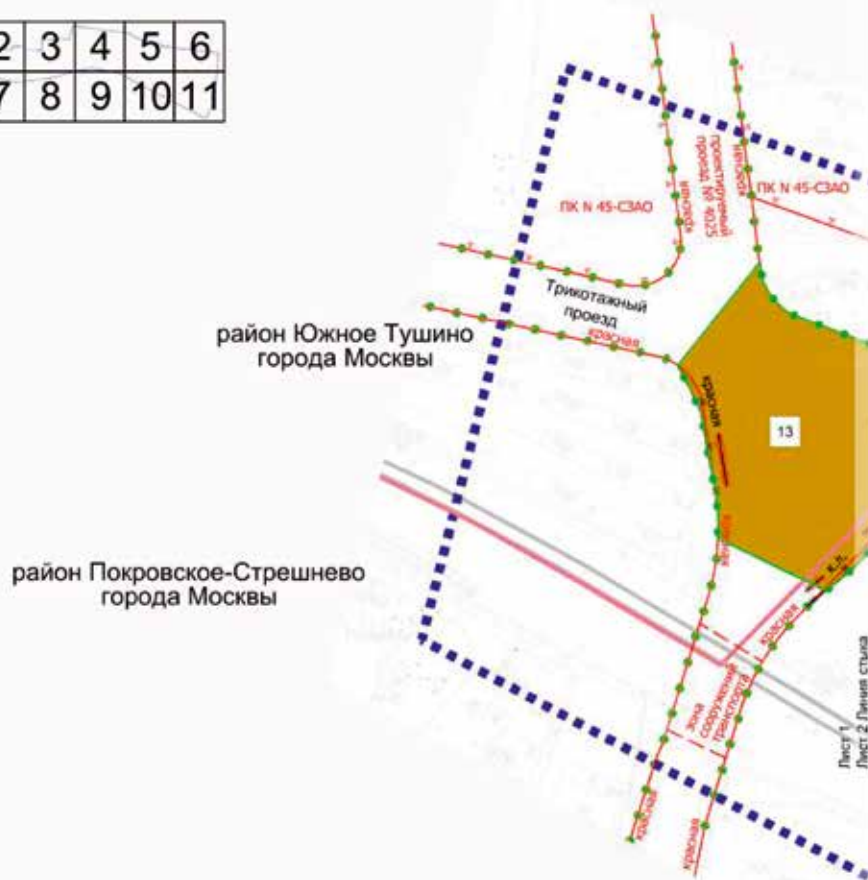 2 3 4 5 6
7 8 9 10 11
красная
проектируемый
проезд № 4025
красная
ПК N 45-СЗАО
ПК N 45-СЗАО
Трикотажный
проезд
красная
район Южное Тушино
города Москвы
красная
13
красная
район Покровское-Стрешнево
города Москвы
к.л.
красная
зона
сооружений
транспорта
Лист 1
Лист 2 Линия стыка
красная
красная